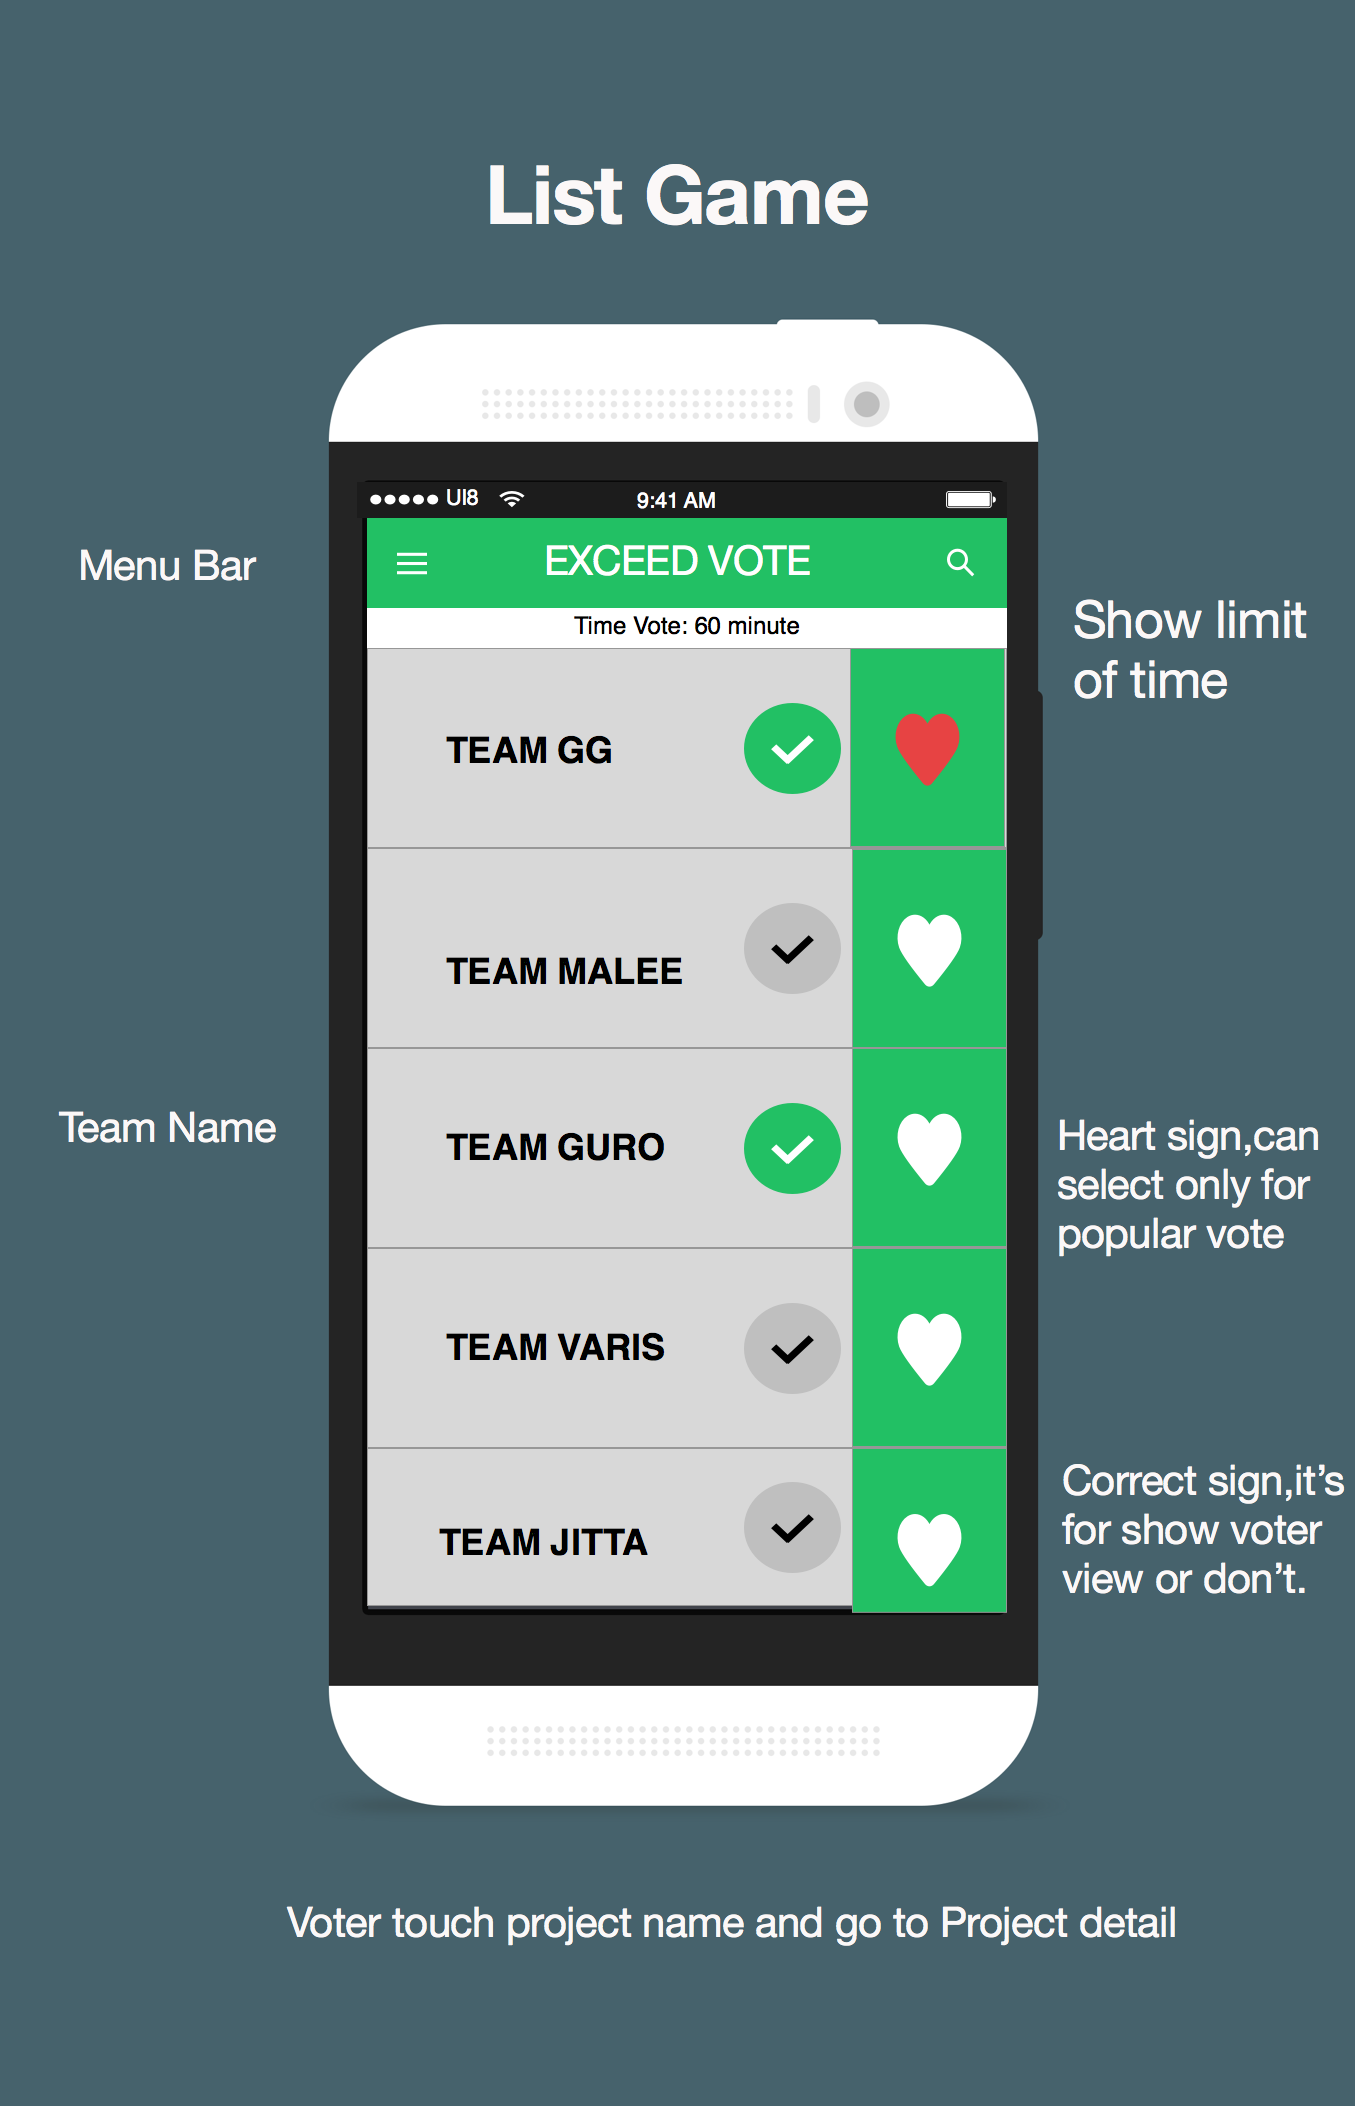 List Game
UI8
9:41 AM
Menu Bar
EXCEED VOTE
Time Vote: 60 minute
Show limit
of time
TEAM GG
TEAM MALEE
Team Name
TEAM GURO
Heart sign,can
select only for
popular vote
TEAM VARIS
Correct sign,it’s
for show voter
view or don’t.
TEAM JITTA
Voter touch project name and go to Project detail